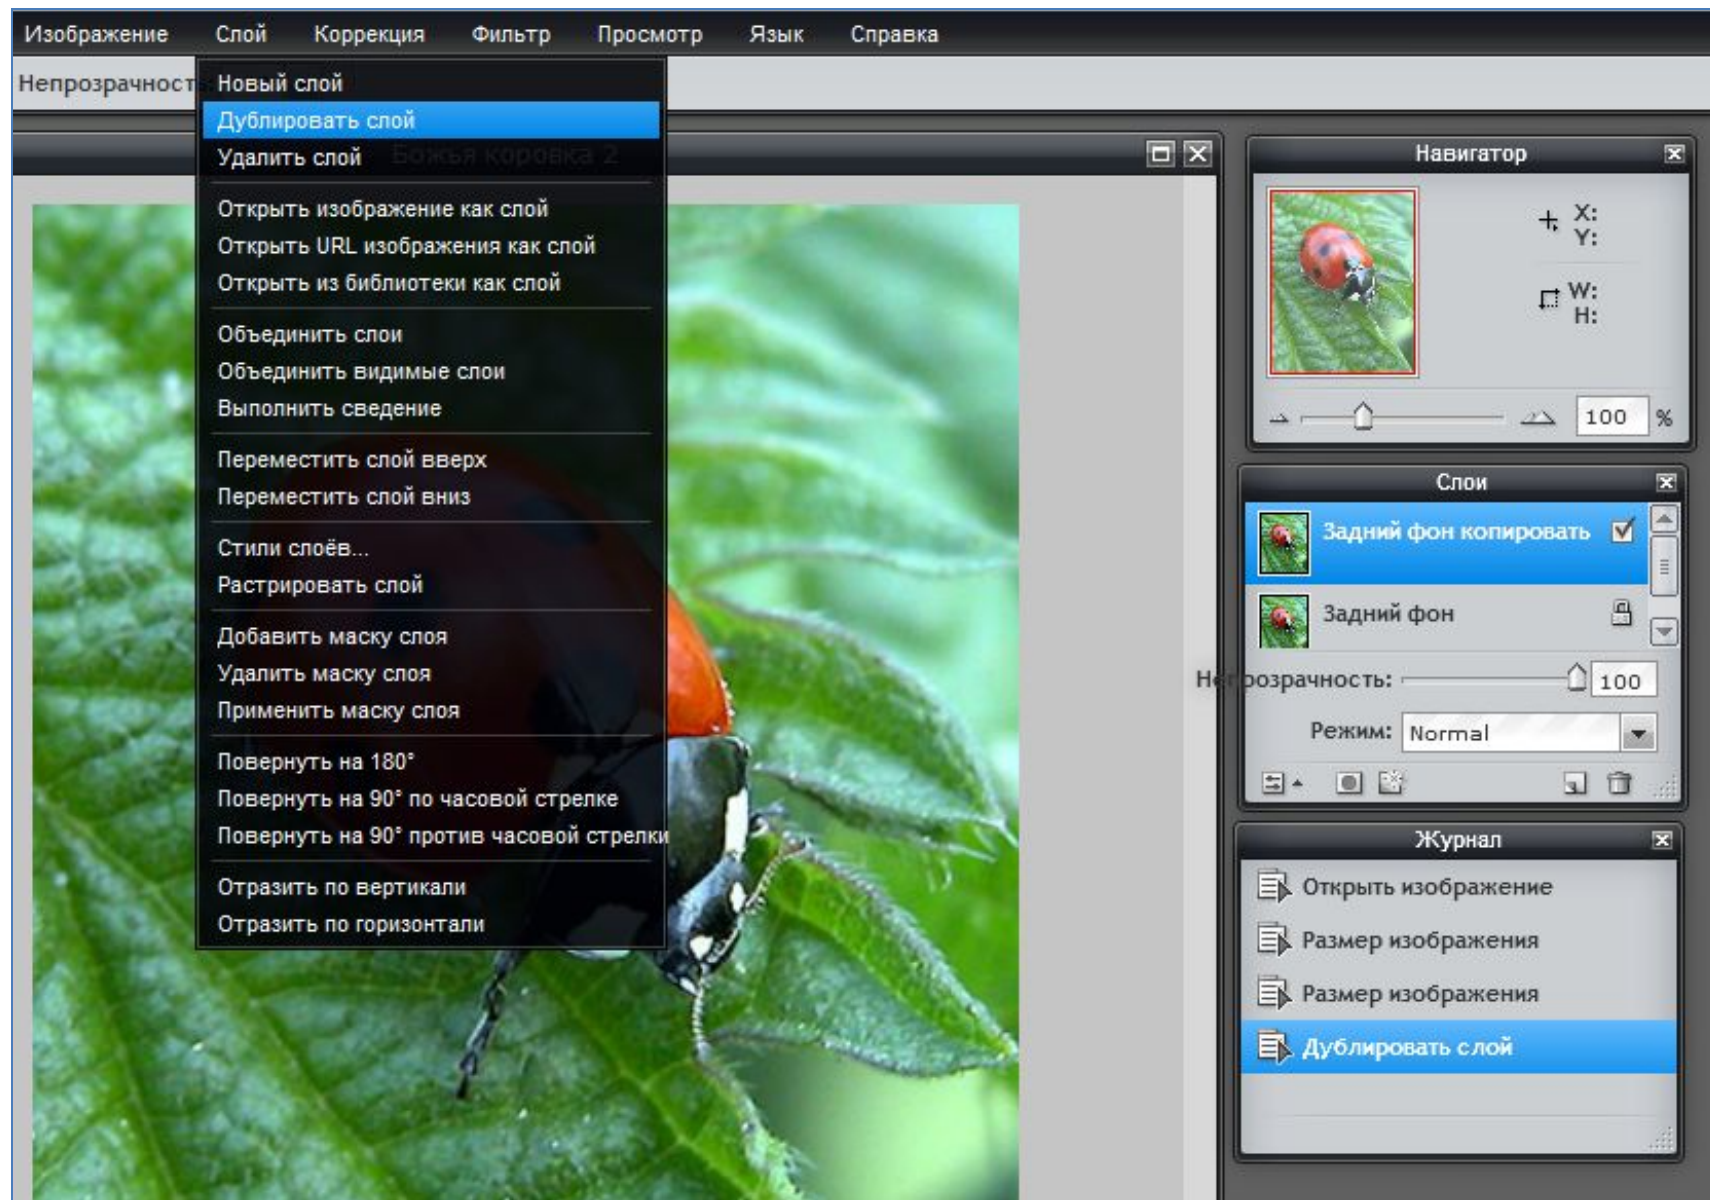 Изображение Слой Коррекция Фильтр Просмотр Язык Справка
Непрозрачность:
Новый слой
Дублировать слой
Удалить слой
Божья коровка 2
Открыть изображение как слой
Открыть URL изображения как слой
Открыть из библиотеки как слой
Объединить слои
Объединить видимые слои
Выполнить сведение
Переместить слой вверх
Переместить слой вниз
Стили слоёв...
Растрировать слой
Добавить маску слоя
Удалить маску слоя
Применить маску слоя
Повернуть на 180°
Повернуть на 90° по часовой стрелке
Повернуть на 90° против часовой стрелки
Отразить по вертикали
Отразить по горизонтали
Навигатор
X:
Y:
W:
H:
100 %
Слои
Задний фон копировать
Задний фон
Непрозрачность: 100
Режим: Normal
Журнал
Открыть изображение
Размер изображения
Размер изображения
Дублировать слой